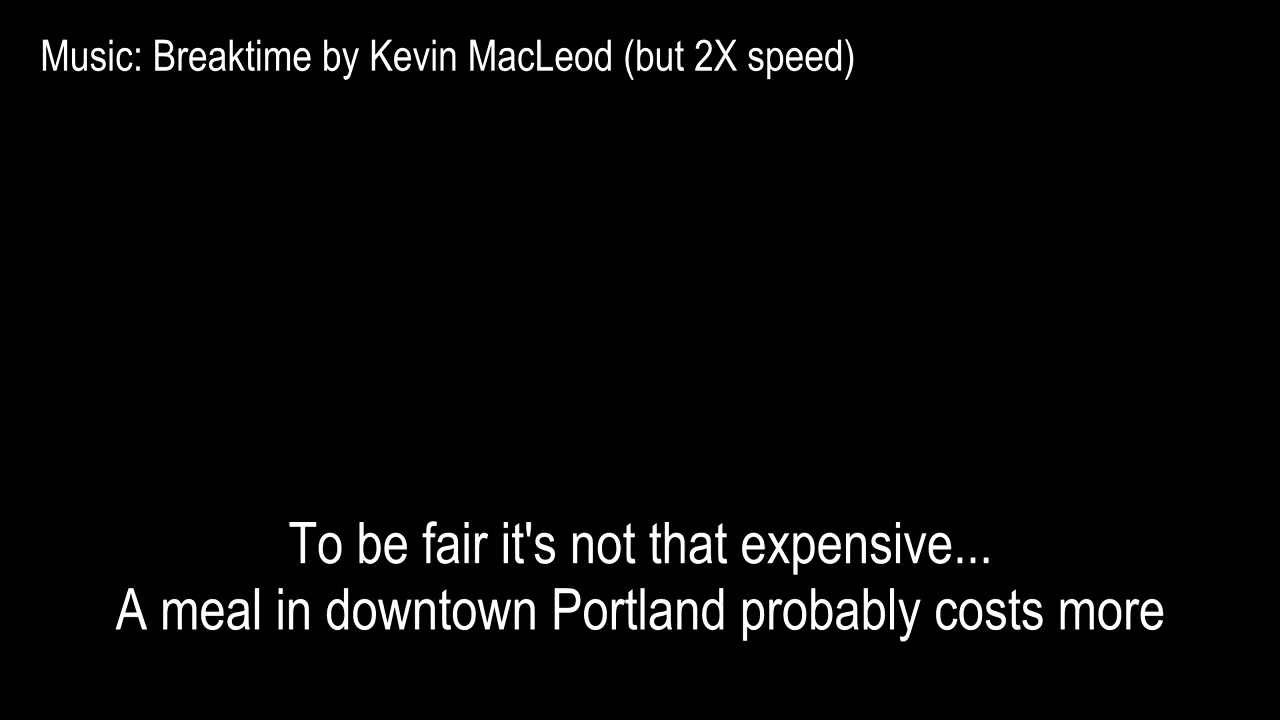 Music: Breaktime by Kevin MacLeod (but 2X speed)
To be fair it's not that expensive...
A meal in downtown Portland probably costs more